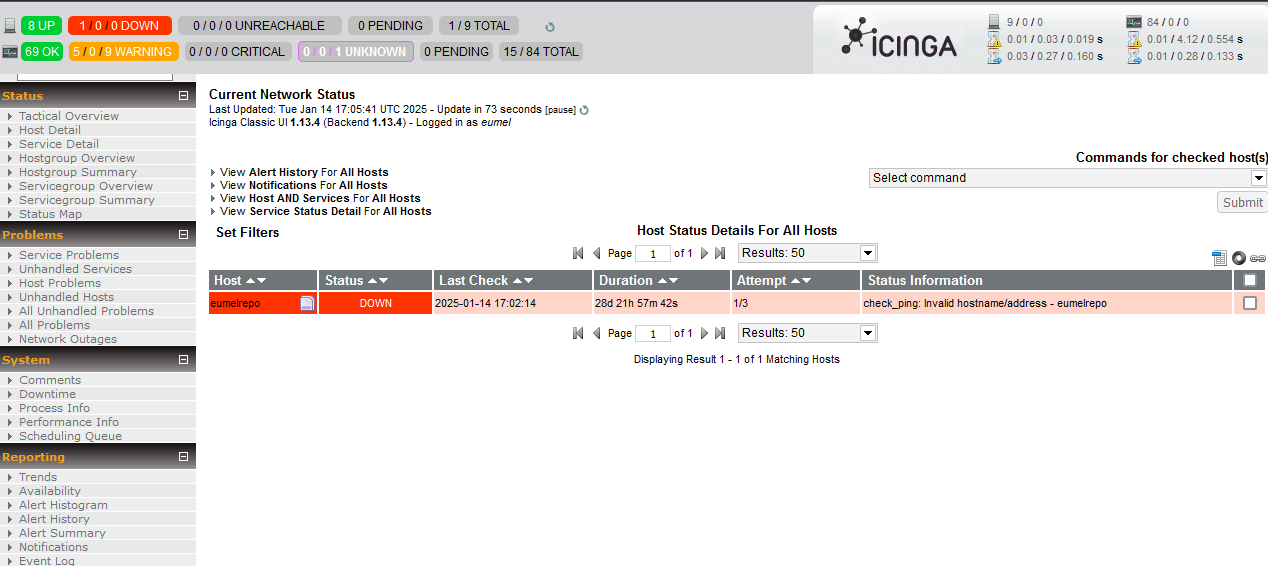 8 UP 1 / 0 / 0 DOWN 0 / 0 / 0 UNREACHABLE 0 PENDING 1 / 9 TOTAL
69 OK 5 / 0 / 9 WARNING 0 / 0 / 0 CRITICAL 0 / 0 / 1 UNKNOWN 0 PENDING 15 / 84 TOTAL
ICINGA
9 / 0 / 0
0.01 / 0.03 / 0.019 s
0.03 / 0.27 / 0.160 s
84 / 0 / 0
0.01 / 4.12 / 0.554 s
0.01 / 0.28 / 0.133 s
Status
Tactical Overview
Host Detail
Service Detail
Hostgroup Overview
Hostgroup Summary
Servicegroup Overview
Servicegroup Summary
Status Map
Problems
Service Problems
Unhandled Services
Host Problems
Unhandled Hosts
All Unhandled Problems
All Problems
Network Outages
System
Comments
Downtime
Process Info
Performance Info
Scheduling Queue
Reporting
Trends
Availability
Alert Histogram
Alert History
Alert Summary
Notifications
Event Log
Current Network Status
Last Updated: Tue Jan 14 17:05:41 UTC 2025 - Update in 73 seconds [pause]
Icinga Classic UI 1.13.4 (Backend 1.13.4) - Logged in as eumel
View Alert History For All Hosts
View Notifications For All Hosts
View Host AND Services For All Hosts
View Service Status Detail For All Hosts
Commands for checked host(s)
Select command
Submit
Set Filters
Host Status Details For All Hosts
Page 1 of 1 Results: 50
Host Status Last Check Duration Attempt Status Information
eumelrepo DOWN 2025-01-14 17:02:14 28d 21h 57m 42s 1/3 check_ping: Invalid hostname/address - eumelrepo
Page 1 of 1 Results: 50
Displaying Result 1 - 1 of 1 Matching Hosts